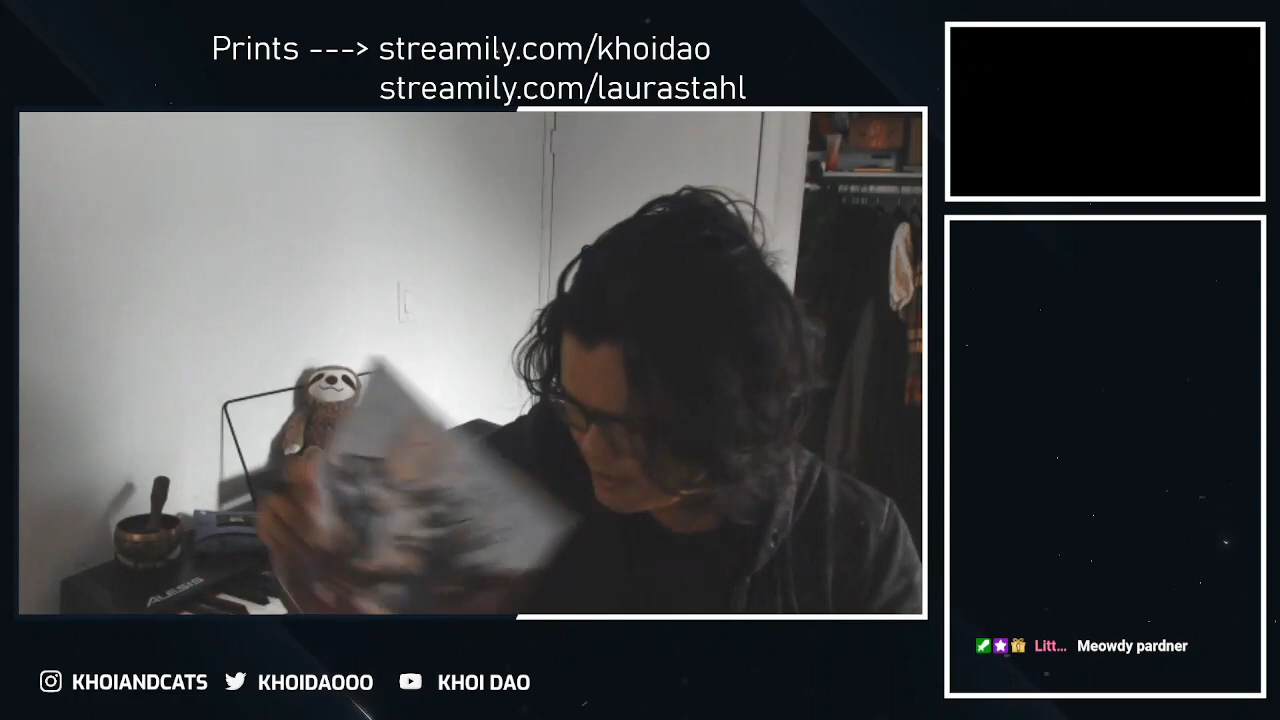 Prints ---> streamily.com/khoidao
streamily.com/laurastahl
ALESIS
Litt... Meowdy pardner
KHOIANDCATS KHOIDAOOO KHOI DAO